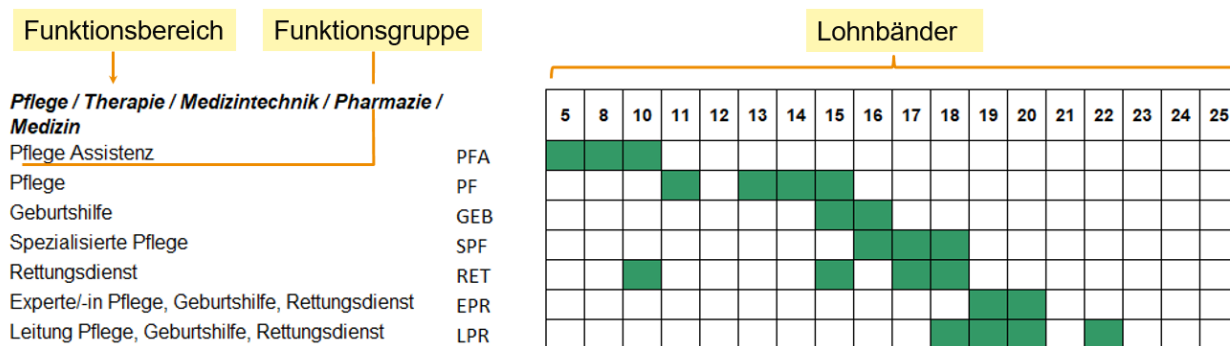 Funktionsbereich Funktionsgruppe Lohnbänder
Pflege / Therapie / Medizintechnik / Pharmazie /
Medizin
5 8 10 11 12 13 14 15 16 17 18 19 20 21 22 23 24 25
Pflege Assistenz PFA
Pflege PF
Geburtshilfe GEB
Spezialisierte Pflege SPF
Rettungsdienst RET
Experte/-in Pflege, Geburtshilfe, Rettungsdienst EPR
Leitung Pflege, Geburtshilfe, Rettungsdienst LPR